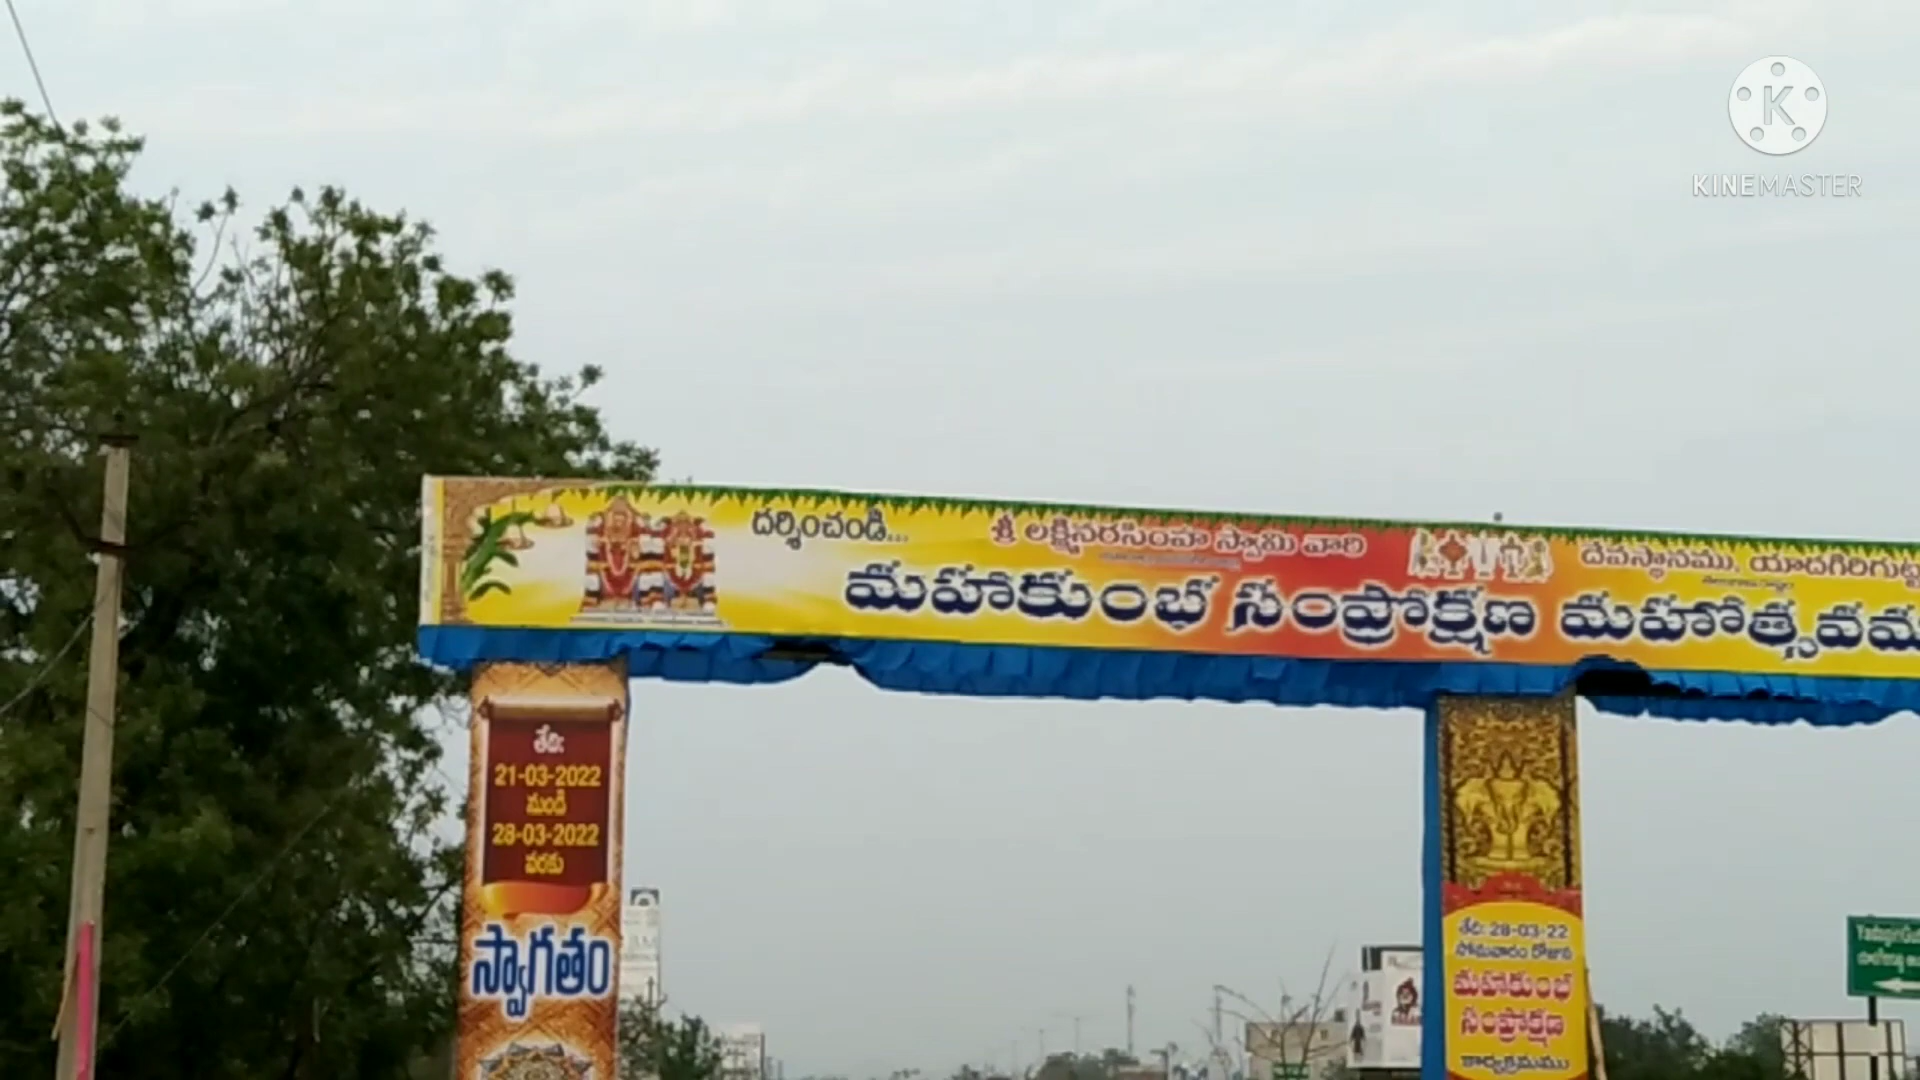 KINEMASTER
దర్శించండి...
శ్రీ లక్ష్మీనరసింహ స్వామి వారి దేవస్థానము, యాదగిరిగుట్ట
మహాకుంభ సంప్రోక్షణ మహోత్సవము
తేది:
21-03-2022
నుండి
28-03-2022
వరకు
స్వాగతం
తేది: 28-03-22
సోమవారం రోజున
మహాకుంభ
సంప్రోక్షణ
కార్యక్రమము